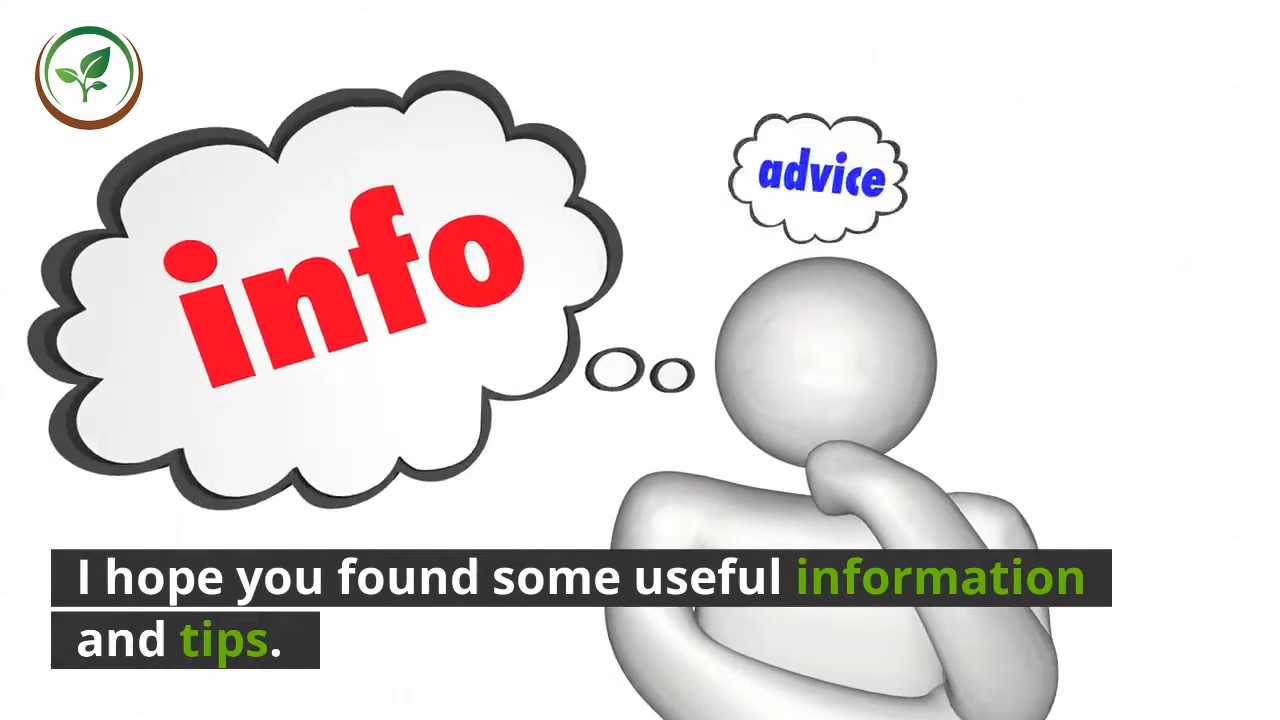 info
advice
I hope you found some useful information
and tips.